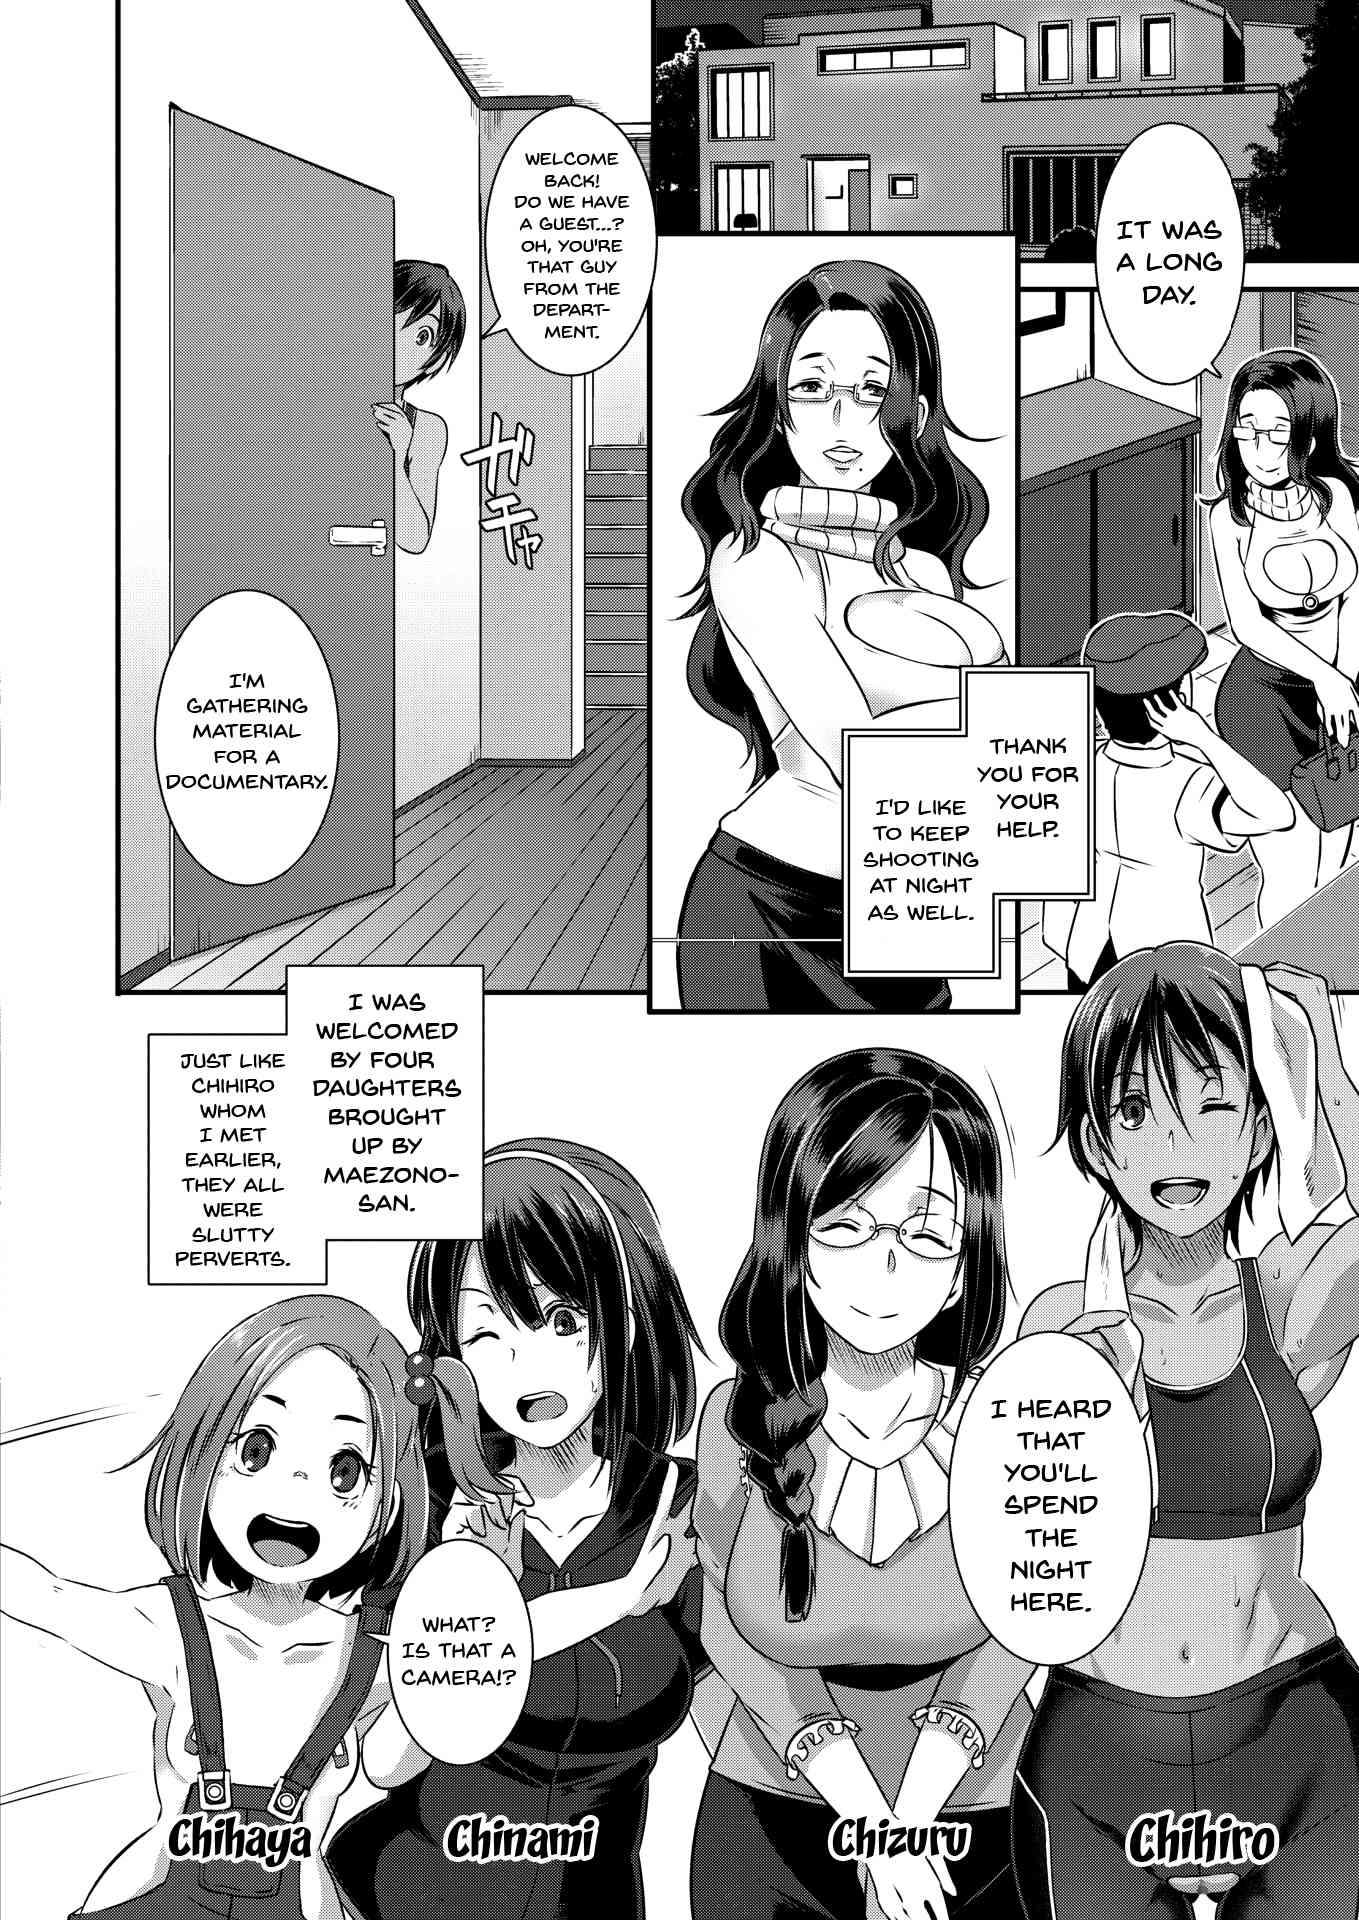 IT WAS
A LONG
DAY.
THANK
YOU FOR
YOUR
HELP.
I'D LIKE
TO KEEP
SHOOTING
AT NIGHT
AS WELL.
WELCOME
BACK!
DO WE HAVE
A GUEST...?
OH, YOU'RE
THAT GUY
FROM THE
DEPART-
MENT.
ガチャ
I'M
GATHERING
MATERIAL
FOR A
DOCUMENTARY.
I WAS
WELCOMED
BY FOUR
DAUGHTERS
BROUGHT
UP BY
MAEZONO-
SAN.
JUST LIKE
CHIHIRO
WHOM
I MET
EARLIER,
THEY ALL
WERE
SLUTTY
PERVERTS.
I HEARD
THAT
YOU'LL
SPEND
THE
NIGHT
HERE.
WHAT?
IS THAT A
CAMERA!?
Chihiro
Chizuru
Chinami
Chihaya